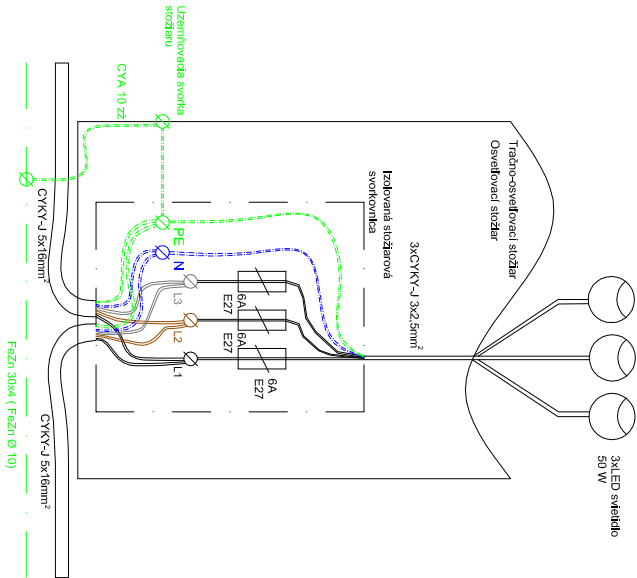 3xLED svietidlo
50 W
Tračno-osvetľovací stožiar
Osvetľovací stožiar
3xCYKY-J 3x2,5mm²
Izolovaná stožiarová
svorkovnica
Uzemňovacia svorka
stožiaru
CYA 10 zž
PE
N
L3
L2
L1
6A
E27
6A
E27
6A
E27
CYKY-J 5x16mm²
CYKY-J 5x16mm²
FeZn 30x4 ( FeZn Ø 10)